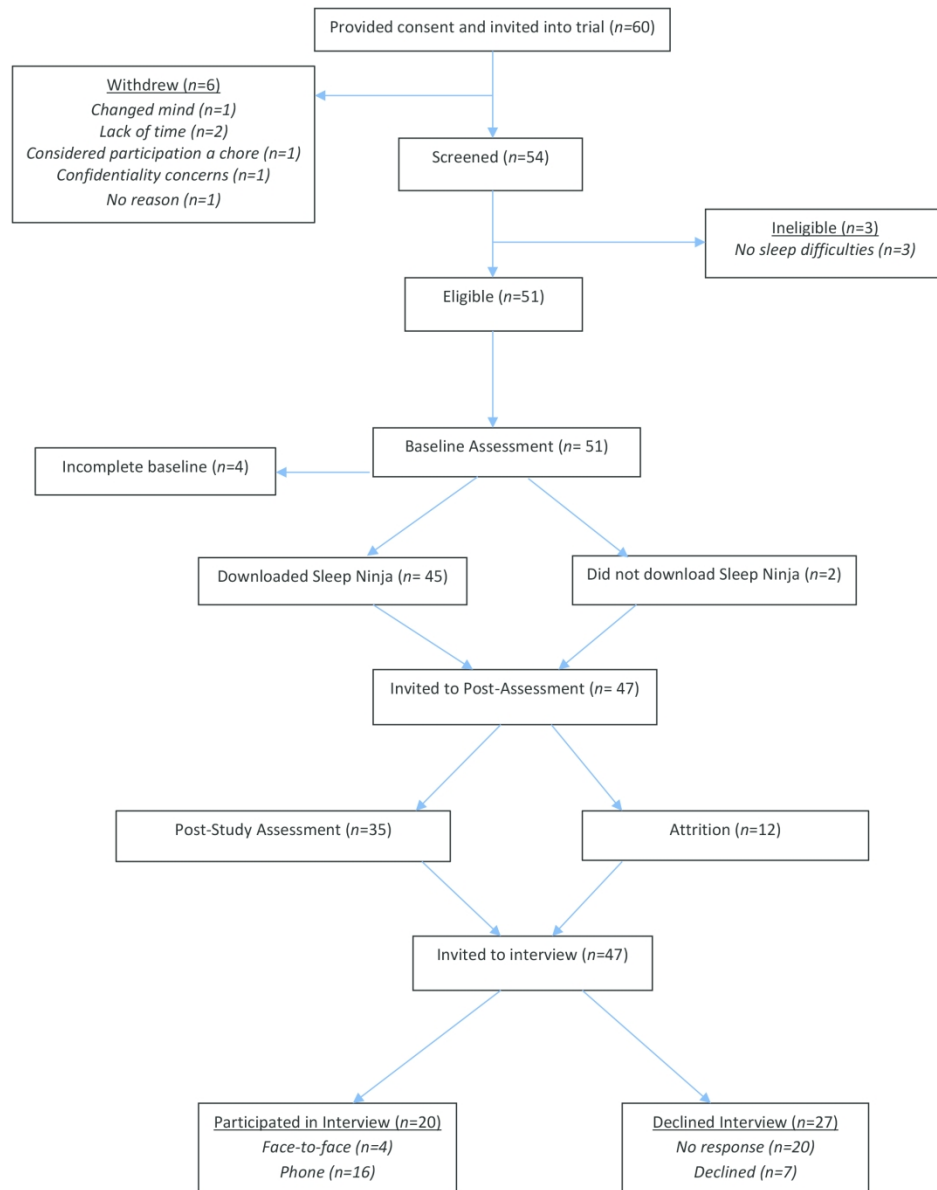 Provided consent and invited into trial (n=60)
Withdrew (n=6)
Changed mind (n=1)
Lack of time (n=2)
Considered participation a chore (n=1)
Confidentiality concerns (n=1)
No reason (n=1)
Screened (n=54)
Ineligible (n=3)
No sleep difficulties (n=3)
Eligible (n=51)
Baseline Assessment (n= 51)
Incomplete baseline (n=4)
Downloaded Sleep Ninja (n= 45)
Did not download Sleep Ninja (n=2)
Invited to Post-Assessment (n= 47)
Post-Study Assessment (n=35)
Attrition (n=12)
Invited to interview (n=47)
Participated in Interview (n=20)
Face-to-face (n=4)
Phone (n=16)
Declined Interview (n=27)
No response (n=20)
Declined (n=7)